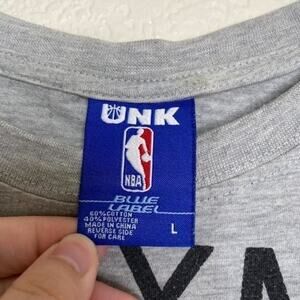 UNK
NBA
BLUE
LABEL
60% COTTON
40% POLYESTER
MADE IN CHINA
REVERSE SIDE
FOR CARE
L